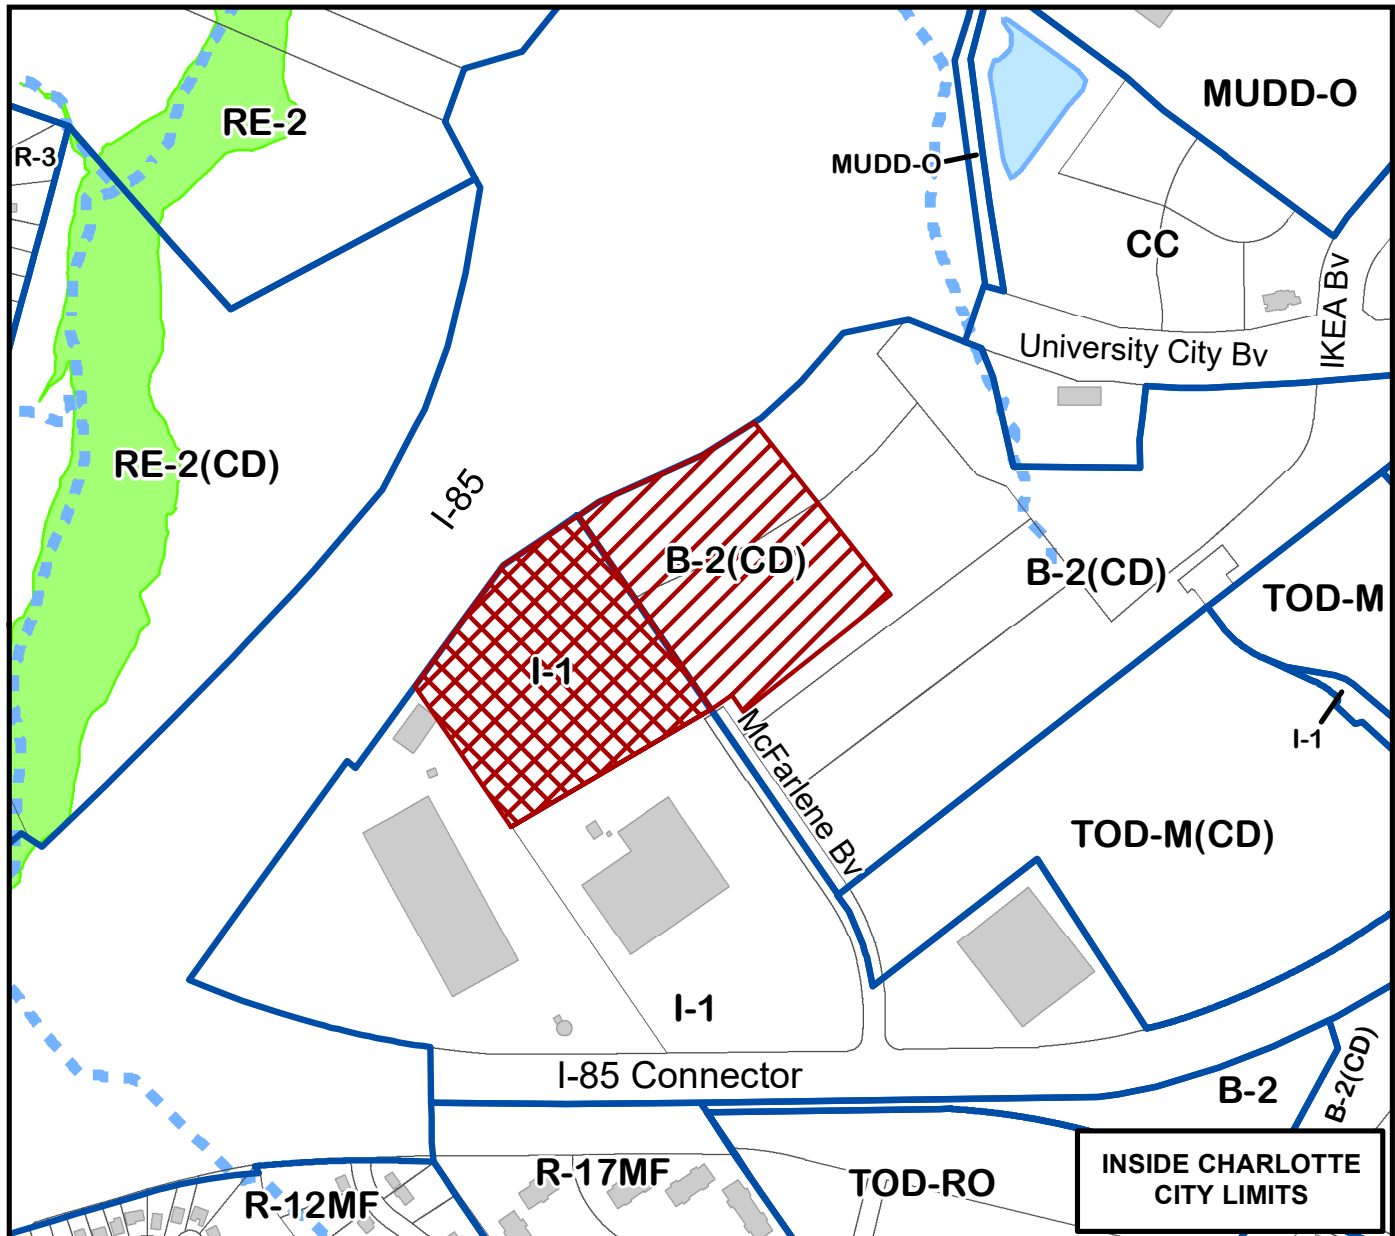 MUDD-O
RE-2
R-3
MUDD-O
CC
IKEA Bv
University City Bv
RE-2(CD)
I-85
B-2(CD)
B-2(CD)
TOD-M
I-1
I-1
McFarlene Bv
TOD-M(CD)
I-1
I-85 Connector
B-2
B-2(CD)
R-17MF
TOD-RO
R-12MF
INSIDE CHARLOTTE
CITY LIMITS